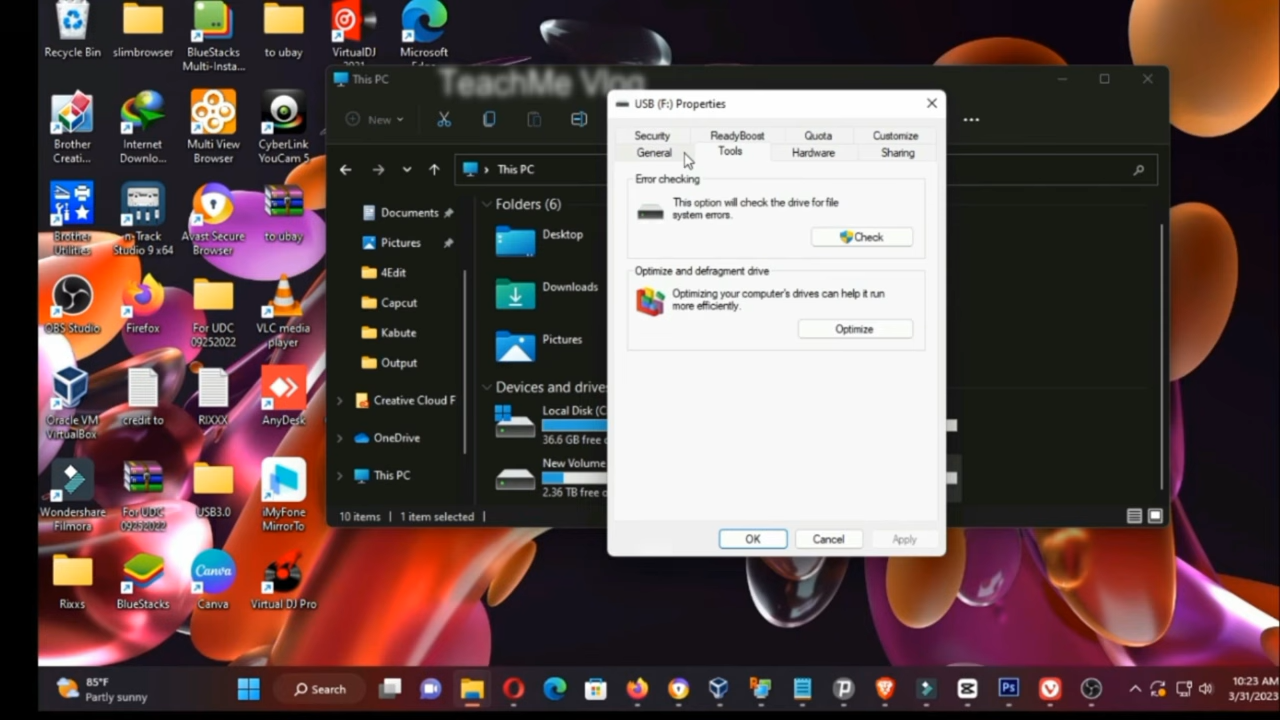 Recycle Bin
slimbrowser
BlueStacks
Multi-Insta...
to ubay
VirtualDJ
Microsoft
Brother
Creati...
Internet
Downlo...
Multi View
Browser
CyberLink
YouCam 5
Brother
Utilities
n-Track
Studio 9 x64
Avast Secure
Browser
to ubay
OBS Studio
Firefox
For UDC
09252022
VLC media
player
Oracle VM
VirtualBox
credit to
RIXXX
AnyDesk
Wondershare
Filmora
For UDC
09252022
USB3.0
iMyFone
MirrorTo
Rixxs
BlueStacks
Canva
Canva
Virtual DJ Pro
This PC
TeachMe Vlog
New
This PC
Documents
Pictures
4Edit
Capcut
Kabute
Output
Creative Cloud F
OneDrive
This PC
Folders (6)
Desktop
Downloads
Pictures
Devices and drive
Local Disk (C
36.6 GB free
New Volume
2.36 TB free
10 items
1 item selected
USB (F:) Properties
Security
ReadyBoost
Quota
Customize
General
Tools
Hardware
Sharing
Error checking
This option will check the drive for file
system errors.
Check
Optimize and defragment drive
Optimizing your computer's drives can help it run
more efficiently.
Optimize
OK
Cancel
Apply
85°F
Partly sunny
Search
Ps
10:23 AM
3/31/2023